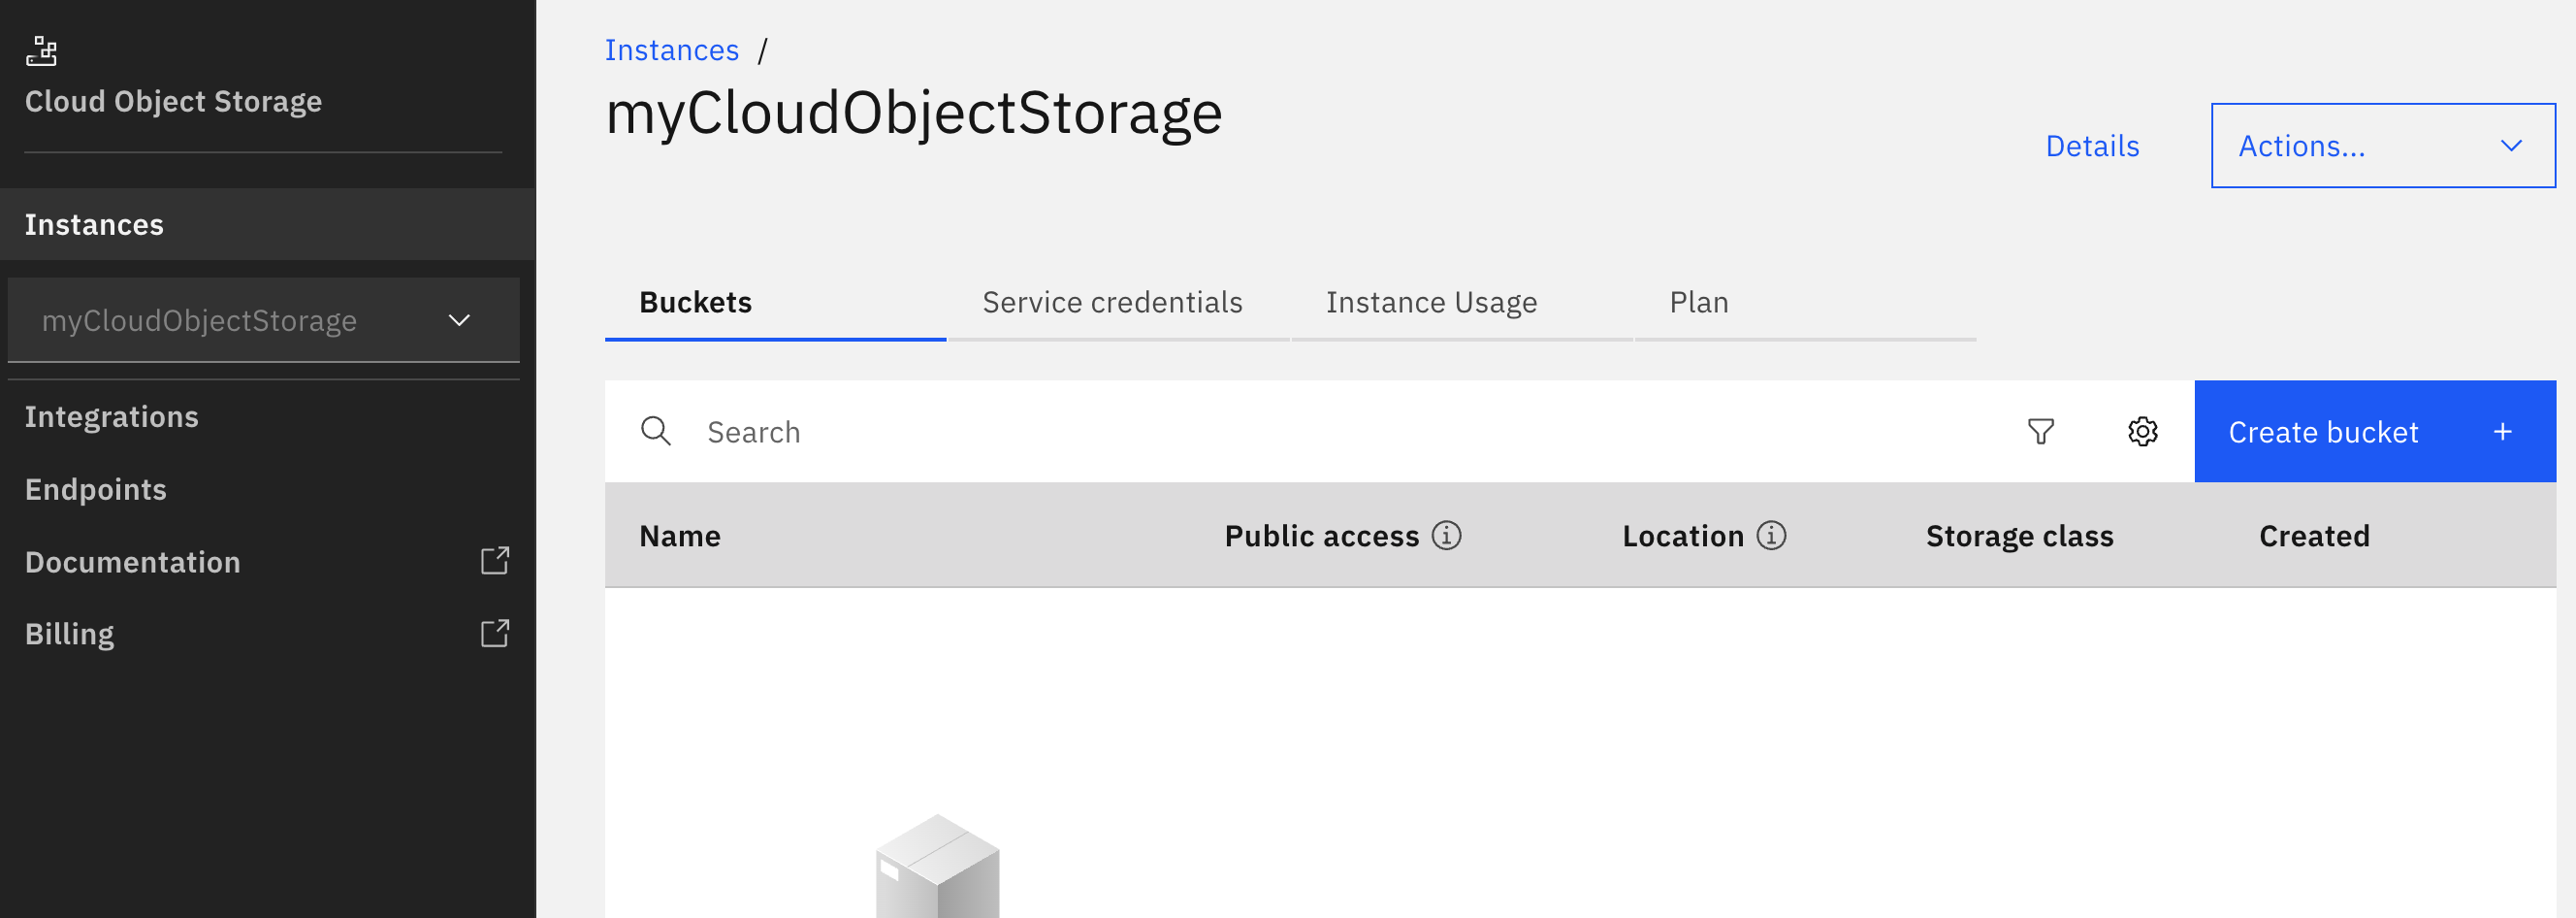 Cloud Object Storage
Instances
myCloudObjectStorage
Integrations
Endpoints
Documentation
Billing
Instances /
myCloudObjectStorage
Details
Actions...
Buckets
Service credentials
Instance Usage
Plan
Search
Create bucket +
Name
Public access
Location
Storage class
Created